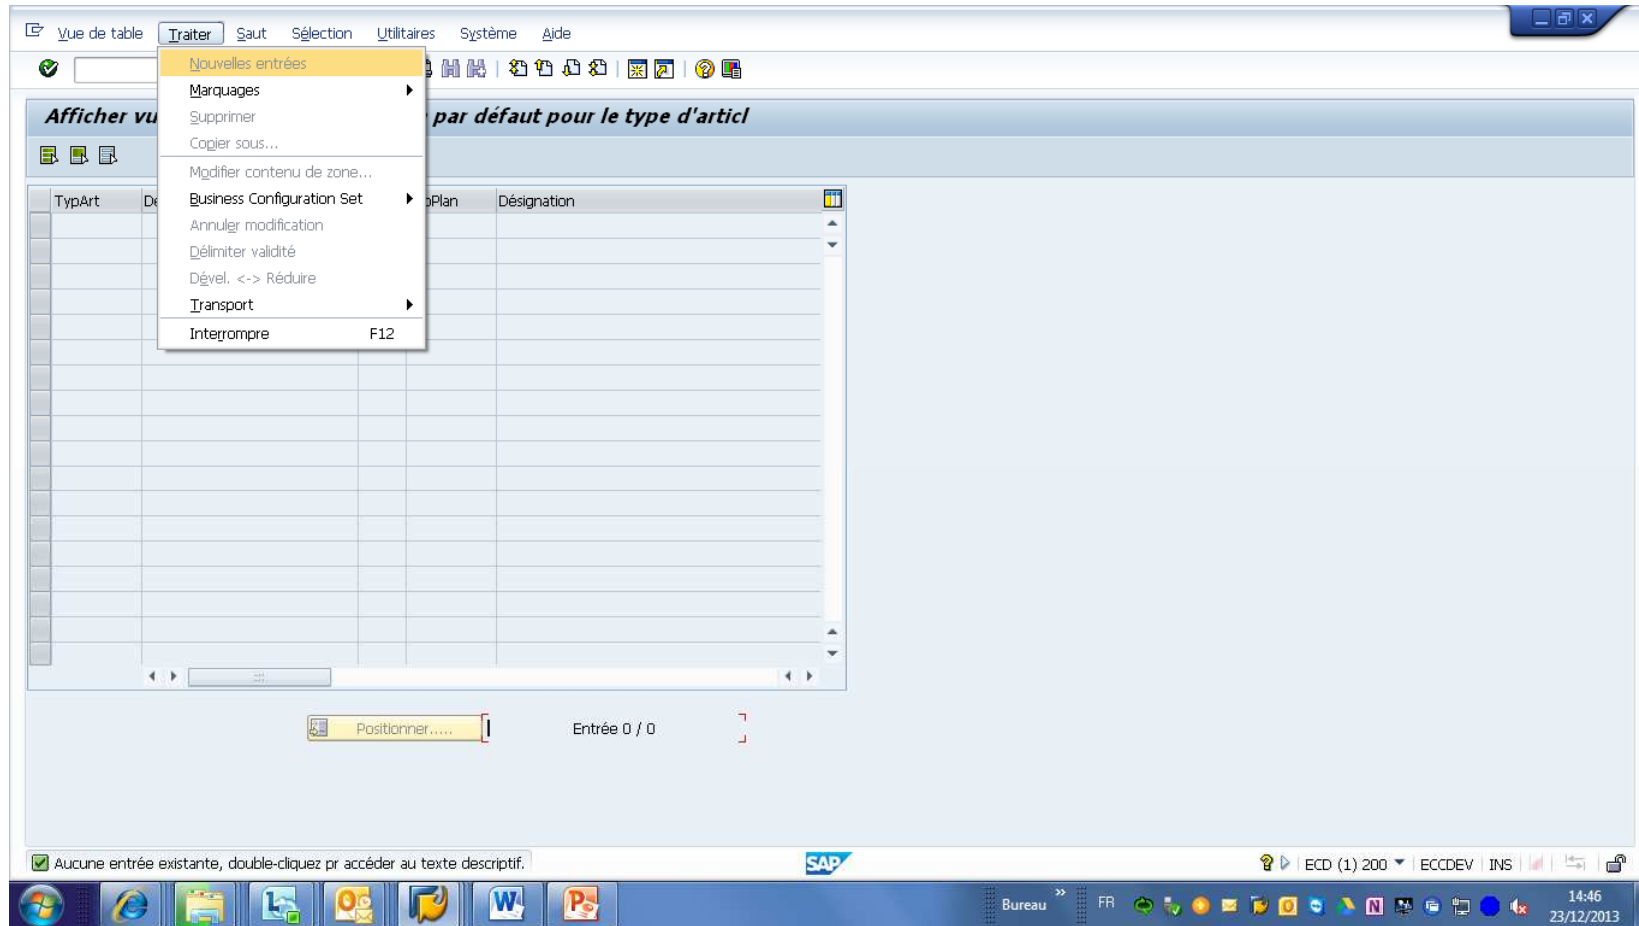 Vue de table Traiter Saut Sélection Utilitaires Système Aide
Nouvelles entrées
Marquages
Supprimer
Copier sous...
Modifier contenu de zone...
Business Configuration Set
Annuler modification
Délimiter validité
Dével. <-> Réduire
Transport
Interrompre F12
Afficher vu par défaut pour le type d'articl
TypArt Dé pPlan Désignation
Positionner..... Entrée 0 / 0
Aucune entrée existante, double-cliquez pr accéder au texte descriptif. SAP ECD (1) 200 ECCDEV INS
Bureau FR 14:46
23/12/2013